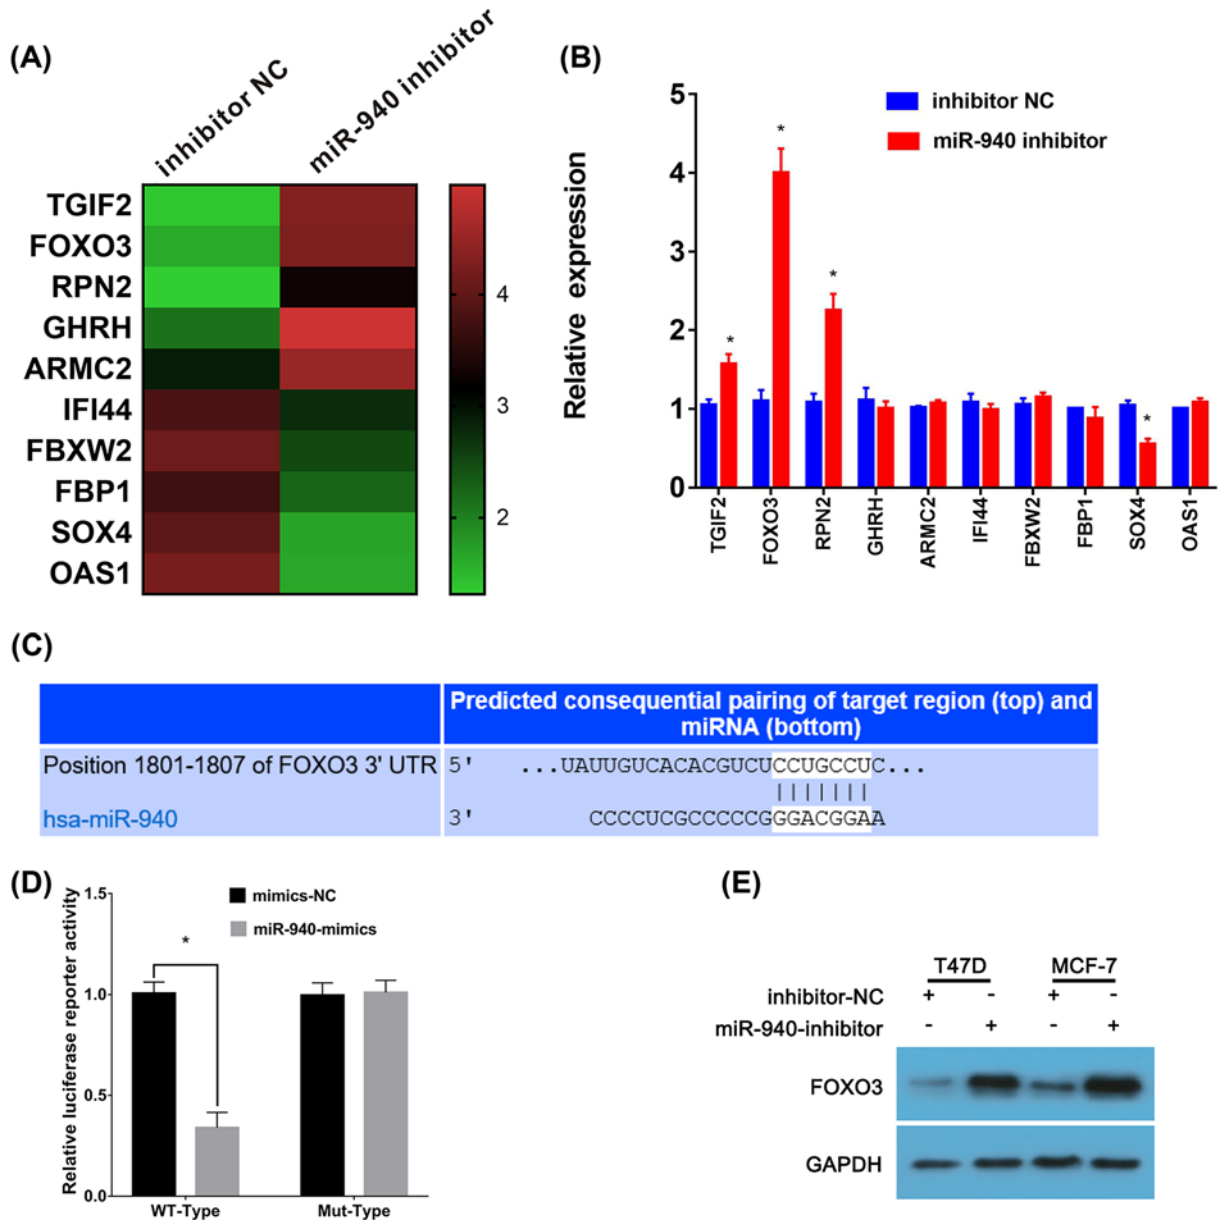 (A)
inhibitor NC
miR-940 inhibitor
TGIF2
FOXO3
RPN2
GHRH
ARMC2
IFI44
FBXW2
FBP1
SOX4
OAS1
4
3
2
(B)
Relative expression
5
4
3
2
1
0
inhibitor NC
miR-940 inhibitor
*
*
*
*
TGIF2
FOXO3
RPN2
GHRH
ARMC2
IFI44
FBXW2
FBP1
SOX4
OAS1
(C)
Predicted consequential pairing of target region (top) and
miRNA (bottom)
Position 1801-1807 of FOXO3 3' UTR 5' ...UAUUGUCACACGUCUCCUGCCUC...
| | | | | | |
hsa-miR-940 3' CCCCUCGCCCCCGGGACGGAA
(D)
Relative luciferase reporter activity
1.5
1.0
0.5
0.0
mimics-NC
miR-940-mimics
*
WT-Type Mut-Type
(E)
T47D MCF-7
inhibitor-NC + - + -
miR-940-inhibitor - + - +
FOXO3
GAPDH